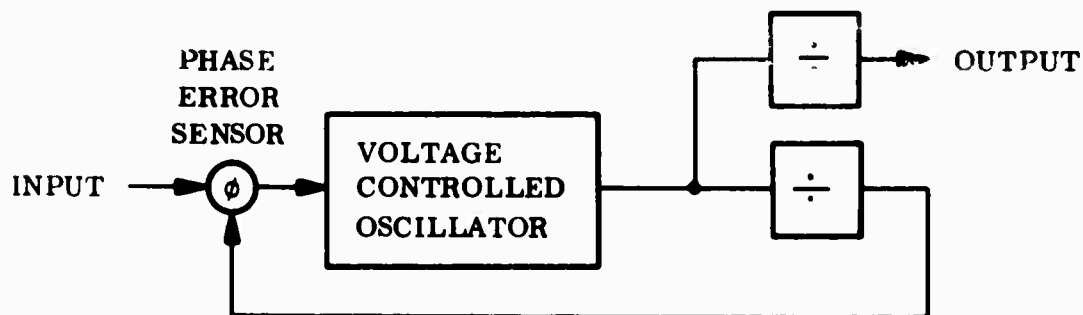 PHASE
ERROR
SENSOR
INPUT
ϕ
VOLTAGE
CONTROLLED
OSCILLATOR
÷
OUTPUT
÷